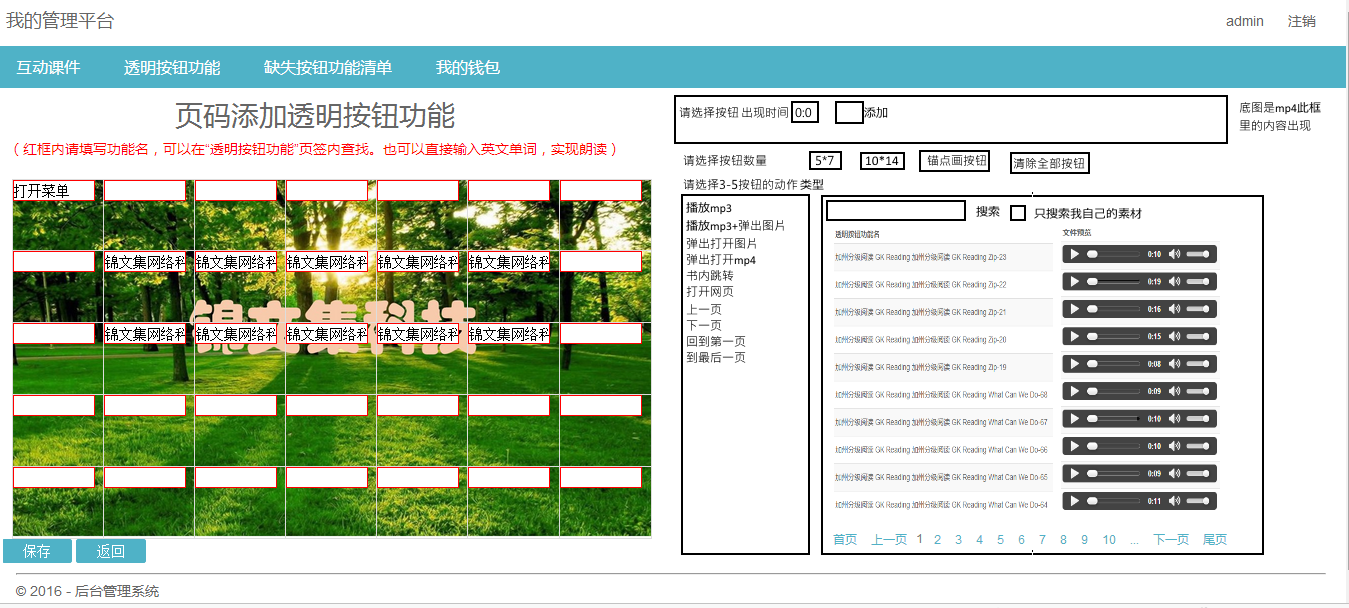 我的管理平台
admin 注销
互动课件 透明按钮功能 缺失按钮功能清单 我的钱包
页码添加透明按钮功能
（红框内请填写功能名，可以在“透明按钮功能”页签内查找。也可以直接输入英文单词，实现朗读）
打开菜单
锦文集网络科 锦文集网络科 锦文集网络科 锦文集网络科 锦文集网络科
锦文集科技
锦文集网络科 锦文集网络科 锦文集网络科 锦文集网络科 锦文集网络科
保存 返回
请选择按钮 出现时间 0:0 添加
底图是mp4此框
里的内容出现
请选择按钮数量 5*7 10*14 锚点画按钮 清除全部按钮
请选择3-5按钮的动作 类型
播放mp3
播放mp3+弹出图片
弹出打开图片
弹出打开mp4
书内跳转
打开网页
上一页
下一页
回到第一页
到最后一页
搜索 只搜索我自己的素材
透明按钮功能名 文件预览
加州分级阅读 GK Reading 加州分级阅读 GK Reading Zip-23 0:10
加州分级阅读 GK Reading 加州分级阅读 GK Reading Zip-22 0:19
加州分级阅读 GK Reading 加州分级阅读 GK Reading Zip-21 0:16
加州分级阅读 GK Reading 加州分级阅读 GK Reading Zip-20 0:15
加州分级阅读 GK Reading 加州分级阅读 GK Reading Zip-19 0:08
加州分级阅读 GK Reading 加州分级阅读 GK Reading What Can We Do-68 0:09
加州分级阅读 GK Reading 加州分级阅读 GK Reading What Can We Do-67 0:10
加州分级阅读 GK Reading 加州分级阅读 GK Reading What Can We Do-66 0:10
加州分级阅读 GK Reading 加州分级阅读 GK Reading What Can We Do-65 0:09
加州分级阅读 GK Reading 加州分级阅读 GK Reading What Can We Do-64 0:11
首页 上一页 1 2 3 4 5 6 7 8 9 10 ... 下一页 尾页
© 2016 - 后台管理系统